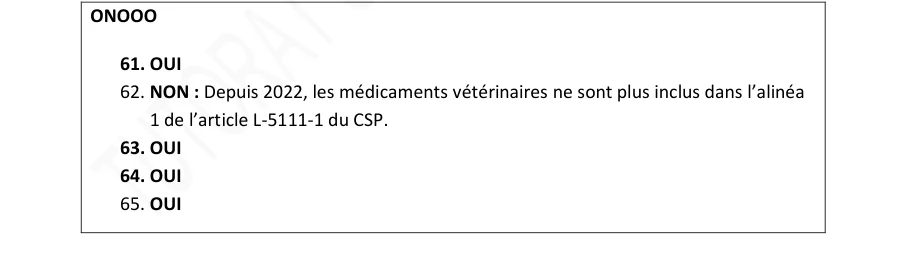 ONOOO
61. OUI
62. NON : Depuis 2022, les médicaments vétérinaires ne sont plus inclus dans l'alinéa
1 de l'article L-5111-1 du CSP.
63. OUI
64. OUI
65. OUI